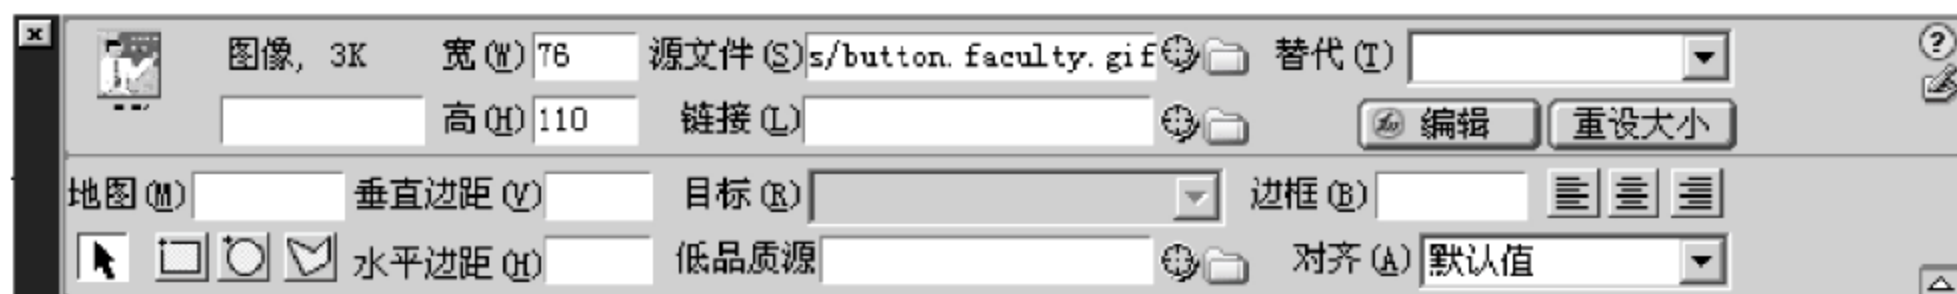 图像, 3K 宽(W) 76 源文件(S) s/button.faculty.gif 替代(T)
高(H) 110 链接(L) 编辑 重设大小
地图(M) 垂直边距(V) 目标(R) 边框(B)
水平边距(H) 低品质源 对齐(A) 默认值